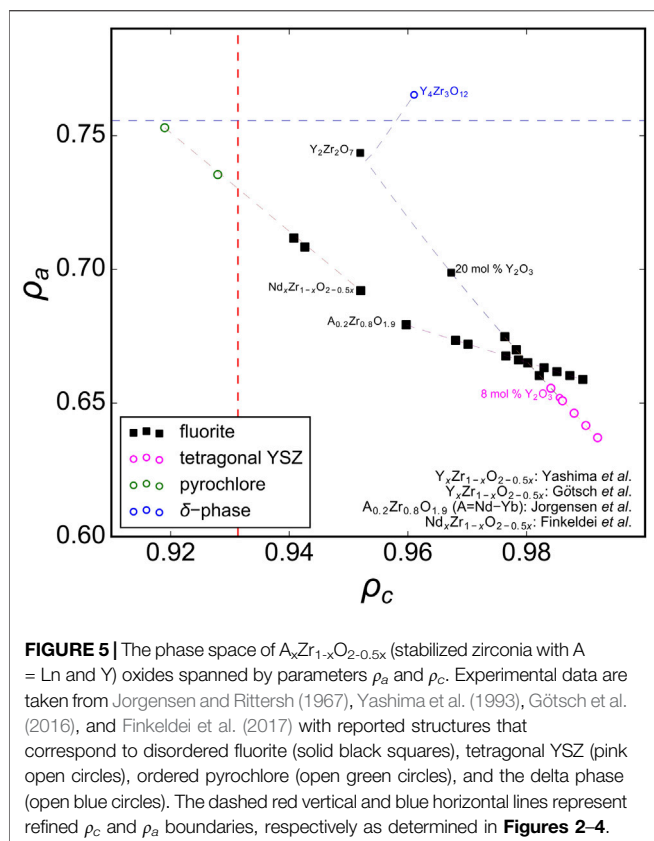 0.75
0.70
0.65
0.60
ρa
Y4Zr3O12
Y2Zr2O7
20 mol % Y2O3
NdxZr1−xO2−0.5x
A0.2Zr0.8O1.9
8 mol % Y2O3
fluorite
tetragonal YSZ
pyrochlore
δ−phase
YxZr1−xO2−0.5x: Yashima et al.
YxZr1−xO2−0.5x: Götsch et al.
A0.2Zr0.8O1.9 (A=Nd−Yb): Jorgensen et al.
NdxZr1−xO2−0.5x: Finkeldei et al.
0.92 0.94 0.96 0.98
ρc
FIGURE 5 | The phase space of AxZr1-xO2-0.5x (stabilized zirconia with A
= Ln and Y) oxides spanned by parameters ρa and ρc. Experimental data are
taken from Jorgensen and Rittersh (1967), Yashima et al. (1993), Götsch et al.
(2016), and Finkeldei et al. (2017) with reported structures that
correspond to disordered fluorite (solid black squares), tetragonal YSZ (pink
open circles), ordered pyrochlore (open green circles), and the delta phase
(open blue circles). The dashed red vertical and blue horizontal lines represent
refined ρc and ρa boundaries, respectively as determined in Figures 2–4.